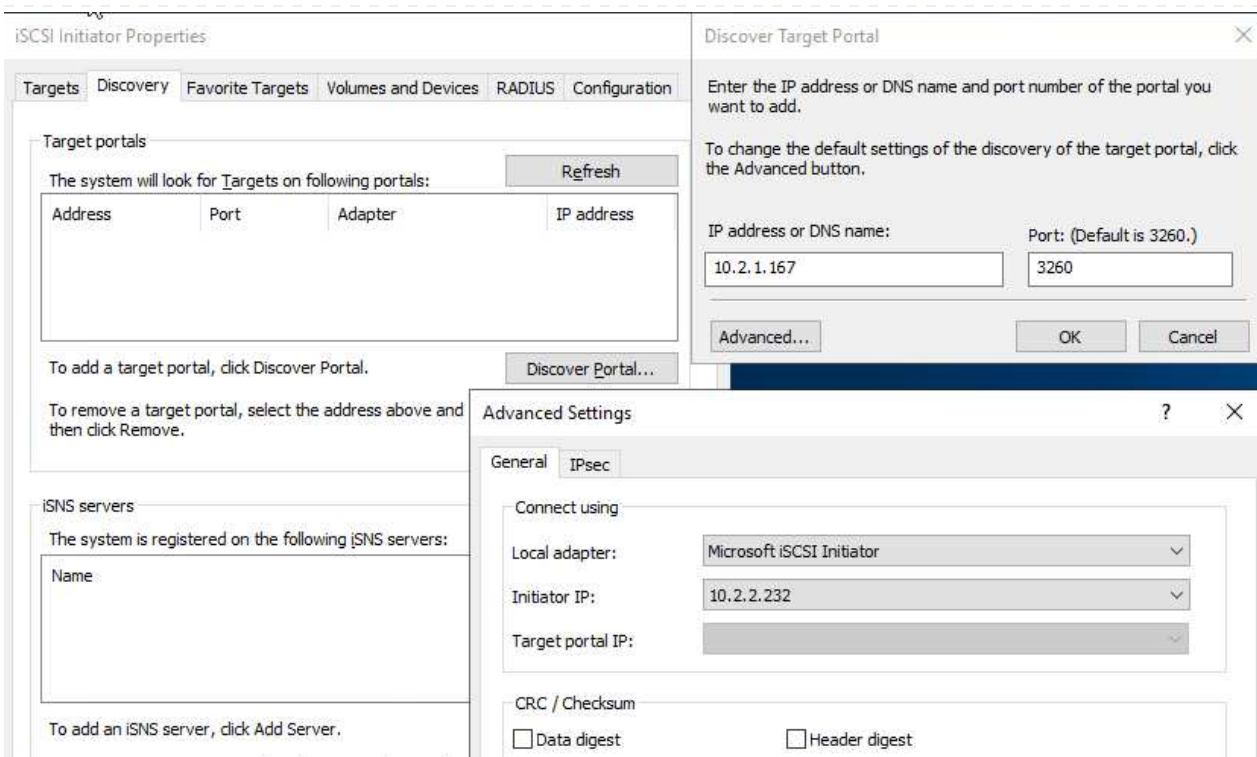 iSCSI Initiator Properties
Targets Discovery Favorite Targets Volumes and Devices RADIUS Configuration
Target portals
The system will look for Targets on following portals:
Refresh
Address Port Adapter IP address
To add a target portal, click Discover Portal.
Discover Portal...
To remove a target portal, select the address above and
then click Remove.
iSNS servers
The system is registered on the following iSNS servers:
Name
To add an iSNS server, click Add Server.
Discover Target Portal
Enter the IP address or DNS name and port number of the portal you
want to add.
To change the default settings of the discovery of the target portal, click
the Advanced button.
IP address or DNS name: Port: (Default is 3260.)
10.2.1.167 3260
Advanced... OK Cancel
Advanced Settings ?
General IPsec
Connect using
Local adapter: Microsoft iSCSI Initiator
Initiator IP: 10.2.2.232
Target portal IP:
CRC / Checksum
Data digest Header digest